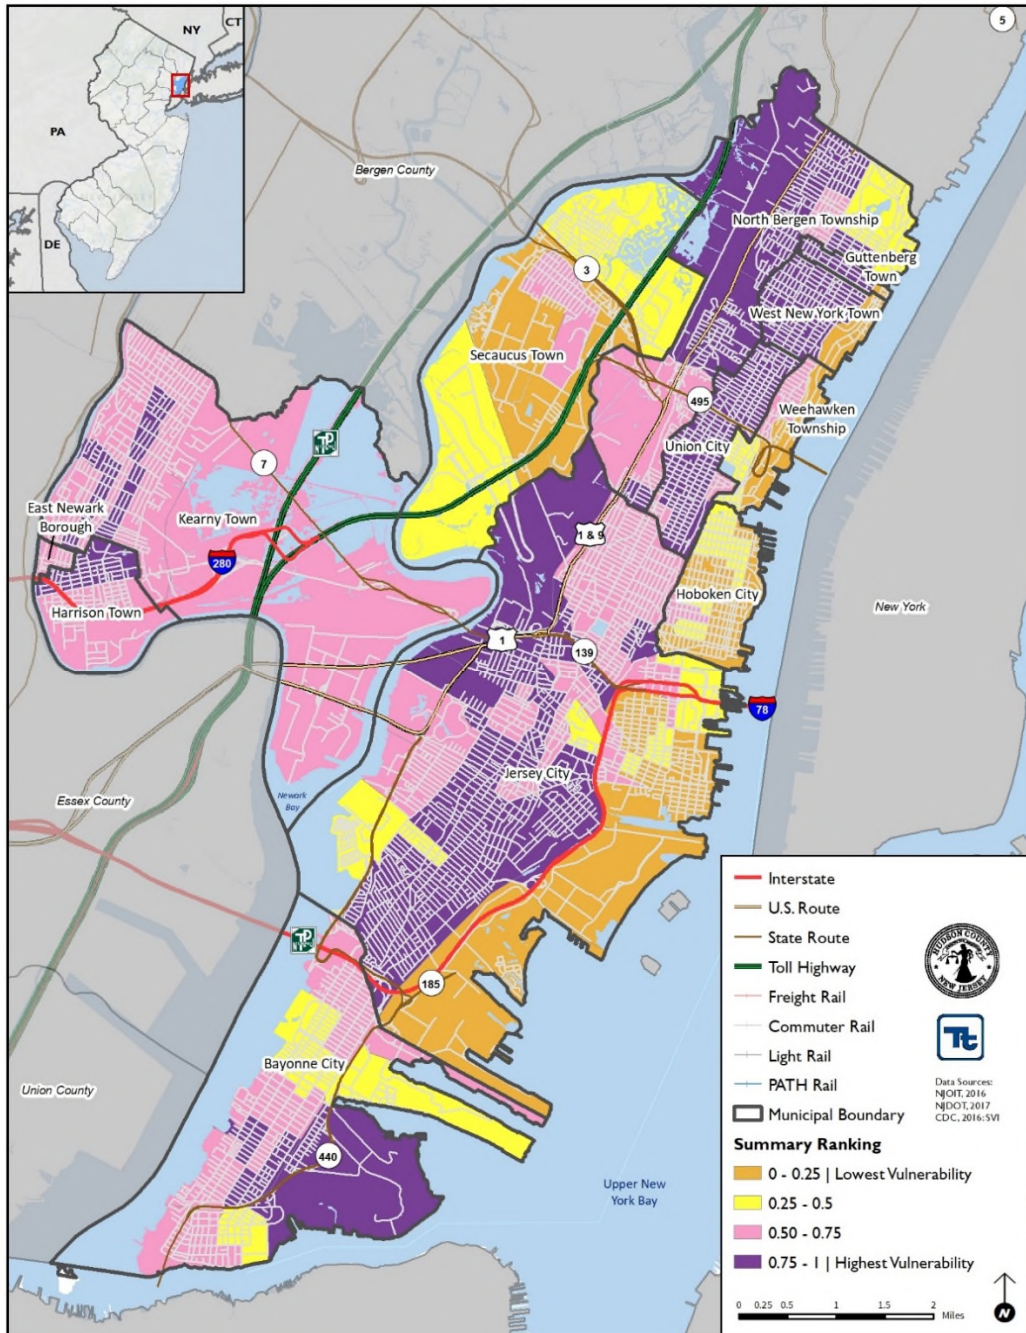 NY
CT
PA
DE
5
Bergen County
North Bergen Township
Guttenberg
Town
West New York Town
3
Secaucus Town
495
Weehawken
Township
Union City
7
East Newark
Borough
Kearny Town
280
1 & 9
Harrison Town
Hoboken City
New York
1
139
78
Jersey City
Essex County
Newark
Bay
185
Bayonne City
Union County
440
Upper New
York Bay
Interstate
U.S. Route
State Route
Toll Highway
Freight Rail
Commuter Rail
Light Rail
PATH Rail
Municipal Boundary
HUDSON COUNTY
NEW JERSEY
Data Sources:
NJOIT, 2016
NJDOT, 2017
CDC, 2016: SVI
Summary Ranking
0 - 0.25 | Lowest Vulnerability
0.25 - 0.5
0.50 - 0.75
0.75 - 1 | Highest Vulnerability
0 0.25 0.5 1 1.5 2
Miles
N